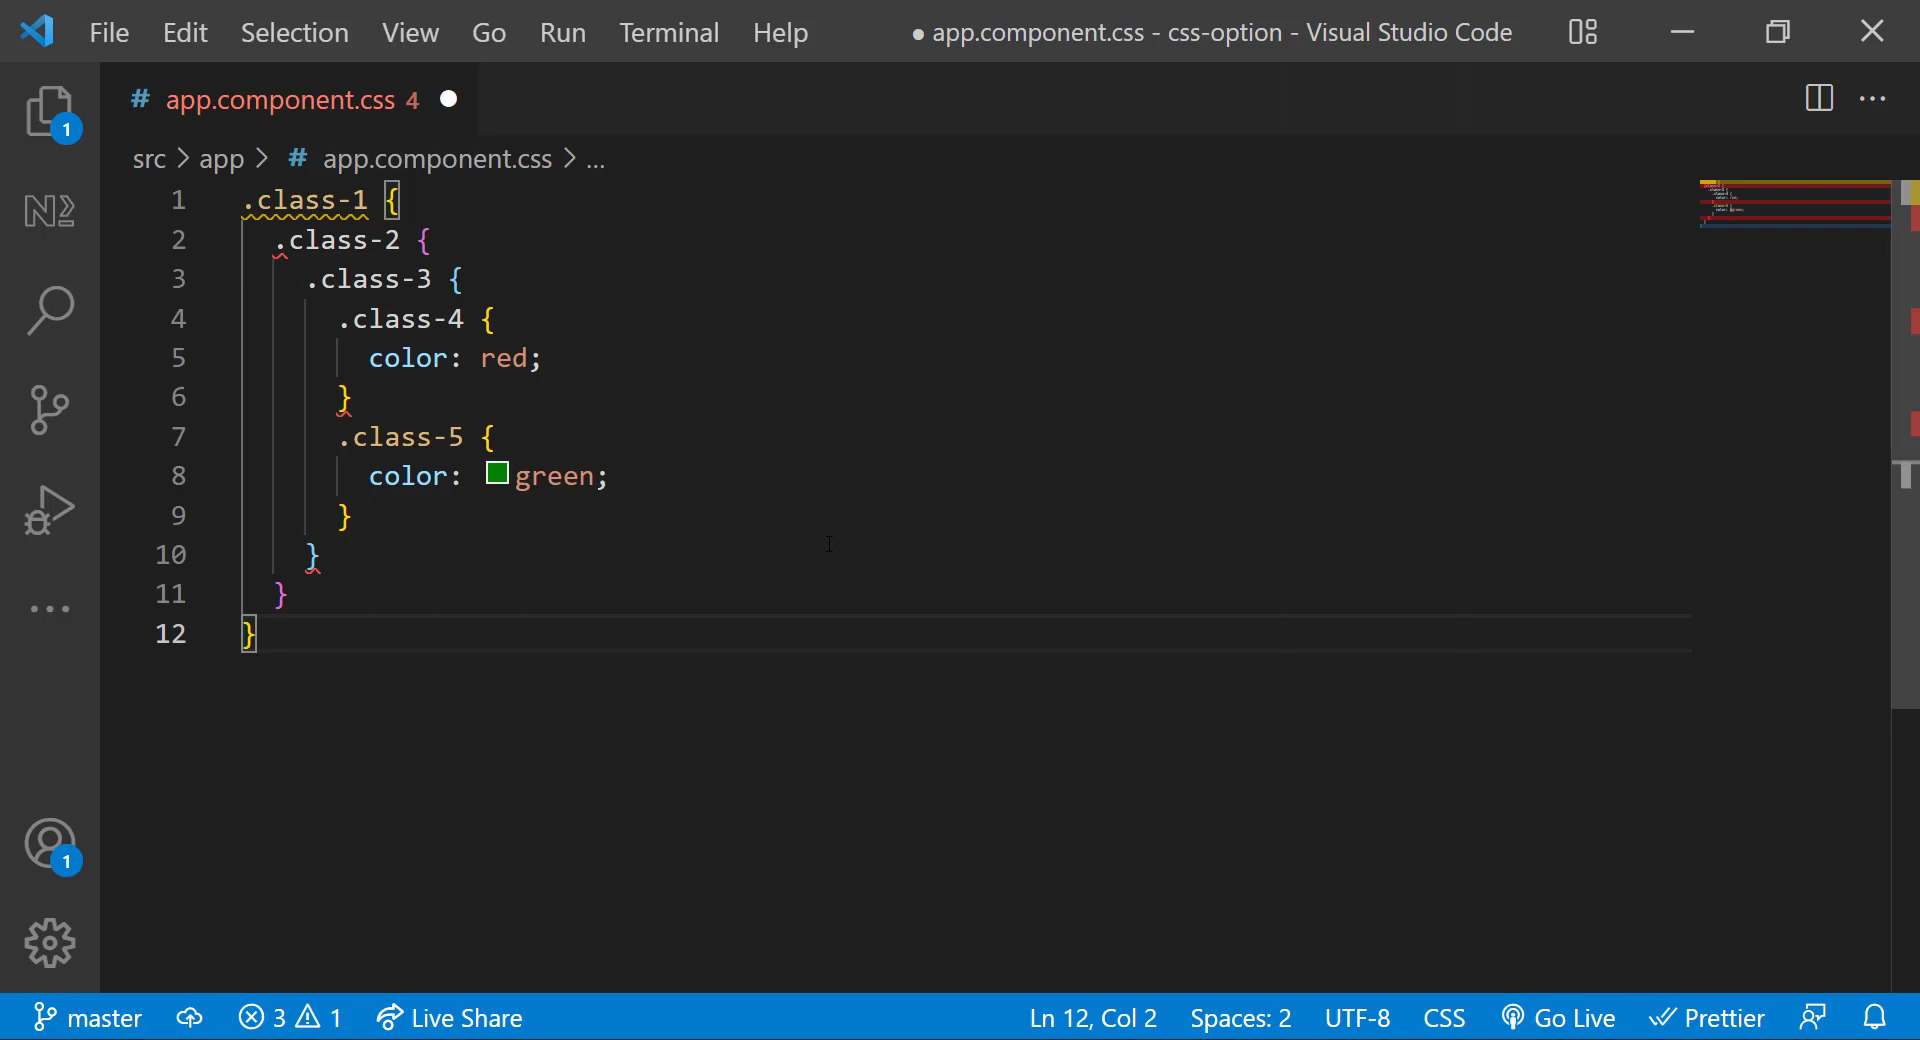 File Edit Selection View Go Run Terminal Help ● app.component.css - css-option - Visual Studio Code
# app.component.css 4
1
src > app > # app.component.css > ...
1 .class-1 {
2 .class-2 {
3 .class-3 {
4 .class-4 {
5 color: red;
6 }
7 .class-5 {
8 color: green;
9 }
10 }
11 }
12 }
1
master 3 1 Live Share Ln 12, Col 2 Spaces: 2 UTF-8 CSS Go Live Prettier